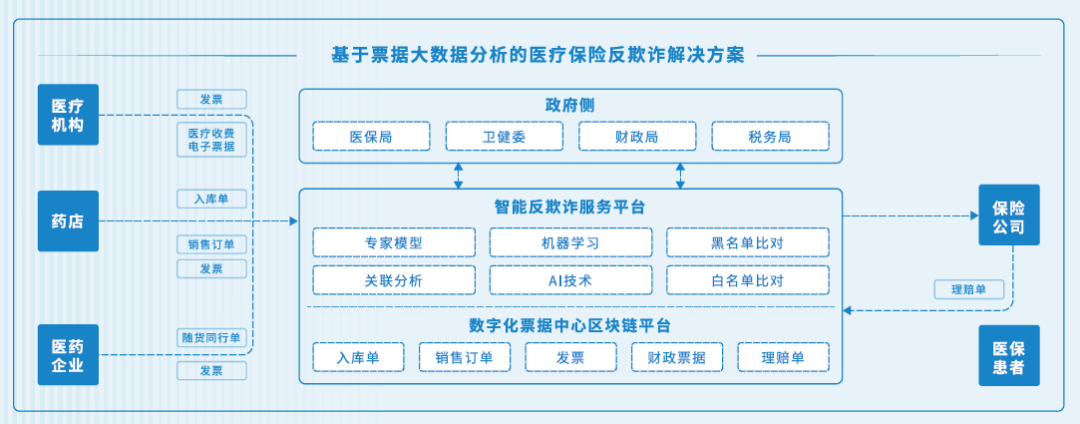 基于票据大数据分析的医疗保险反欺诈解决方案
医疗
机构
发票
医疗收费
电子票据
药店
入库单
销售订单
发票
医药
企业
随货同行单
发票
政府侧
医保局
卫健委
财政局
税务局
智能反欺诈服务平台
专家模型
机器学习
黑名单比对
关联分析
AI技术
白名单比对
数字化票据中心区块链平台
入库单
销售订单
发票
财政票据
理赔单
保险
公司
理赔单
医保
患者